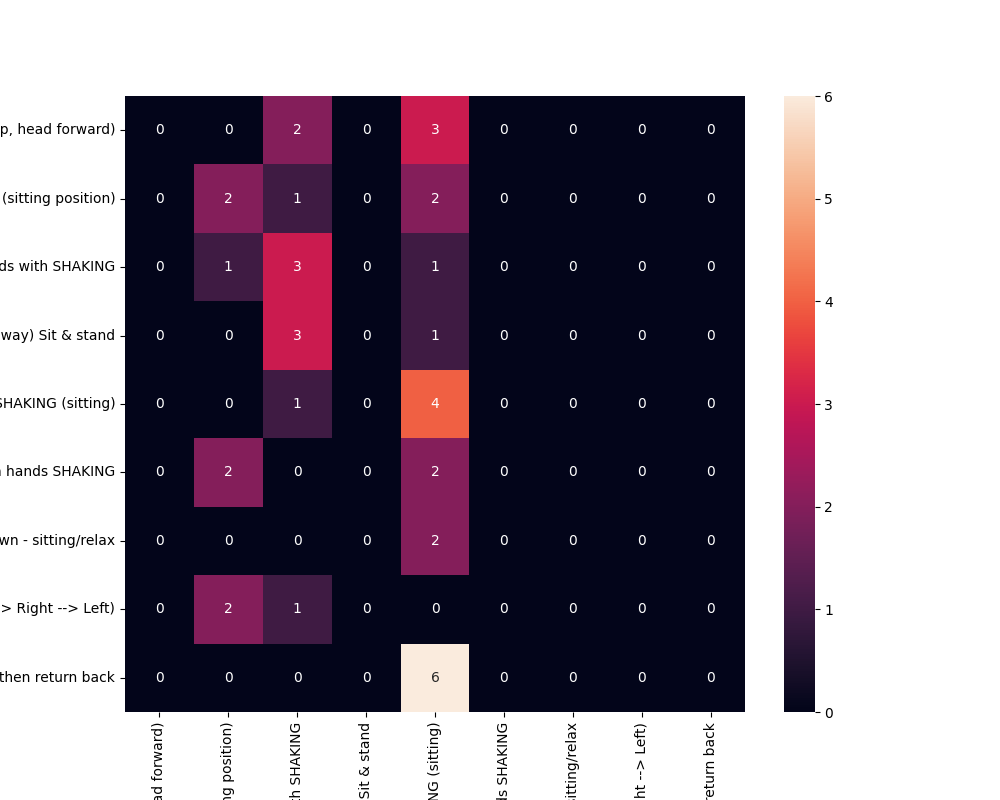 p, head forward) 0 0 2 0 3 0 0 0 0
(sitting position) 0 2 1 0 2 0 0 0 0
ds with SHAKING 0 1 3 0 1 0 0 0 0
way) Sit & stand 0 0 3 0 1 0 0 0 0
SHAKING (sitting) 0 0 1 0 4 0 0 0 0
hands SHAKING 0 2 0 0 2 0 0 0 0
wn - sitting/relax 0 0 0 0 2 0 0 0 0
> Right --> Left) 0 2 1 0 0 0 0 0 0
then return back 0 0 0 0 6 0 0 0 0
ad forward)
ng position)
th SHAKING
Sit & stand
NG (sitting)
ds SHAKING
sitting/relax
ht --> Left)
return back
6
5
4
3
2
1
0